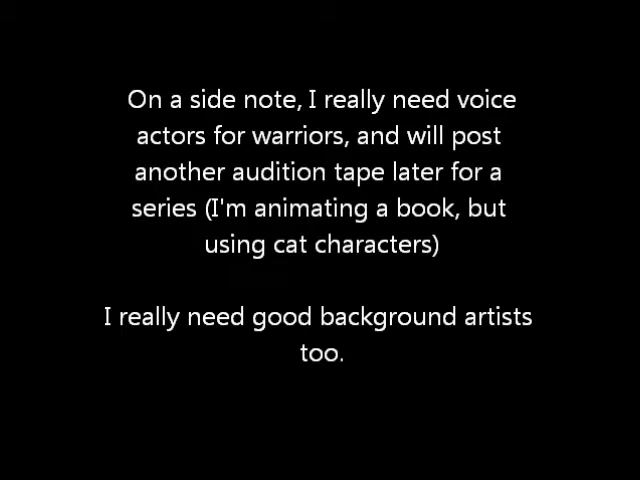 On a side note, I really need voice
actors for warriors, and will post
another audition tape later for a
series (I'm animating a book, but
using cat characters)
I really need good background artists
too.